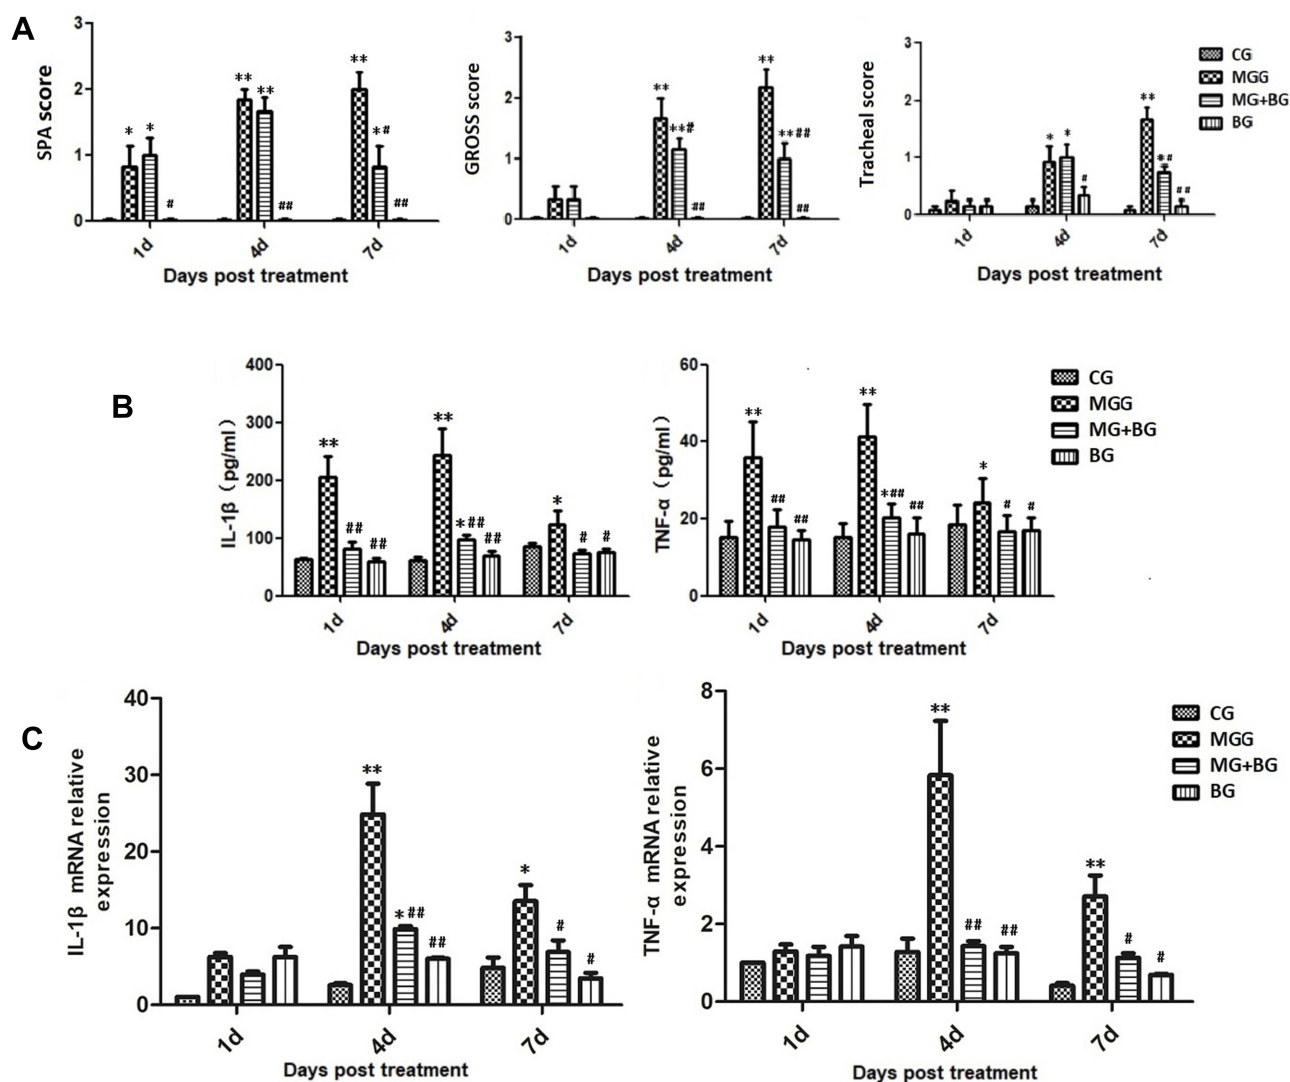 A
SPA score
3
2
1
0
* * # ** ** ## ** *# ##
1d 4d 7d
Days post treatment
GROSS score
3
2
1
0
** **# ## ** **## ##
1d 4d 7d
Days post treatment
Tracheal score
3
2
1
0
* * # ** *# ##
1d 4d 7d
Days post treatment
CG
MGG
MG+BG
BG
B
IL-1β (pg/ml)
400
300
200
100
0
** ## ## ** *## ## * # #
1d 4d 7d
Days post treatment
TNF-α (pg/ml)
60
40
20
0
** ## ## ** *## ## * # #
1d 4d 7d
Days post treatment
CG
MGG
MG+BG
BG
C
IL-1β mRNA relative
expression
40
30
20
10
0
** *## ## * # #
1d 4d 7d
Days post treatment
TNF-α mRNA relative
expression
8
6
4
2
0
** ## ## ** # #
1d 4d 7d
Days post treatment
CG
MGG
MG+BG
BG